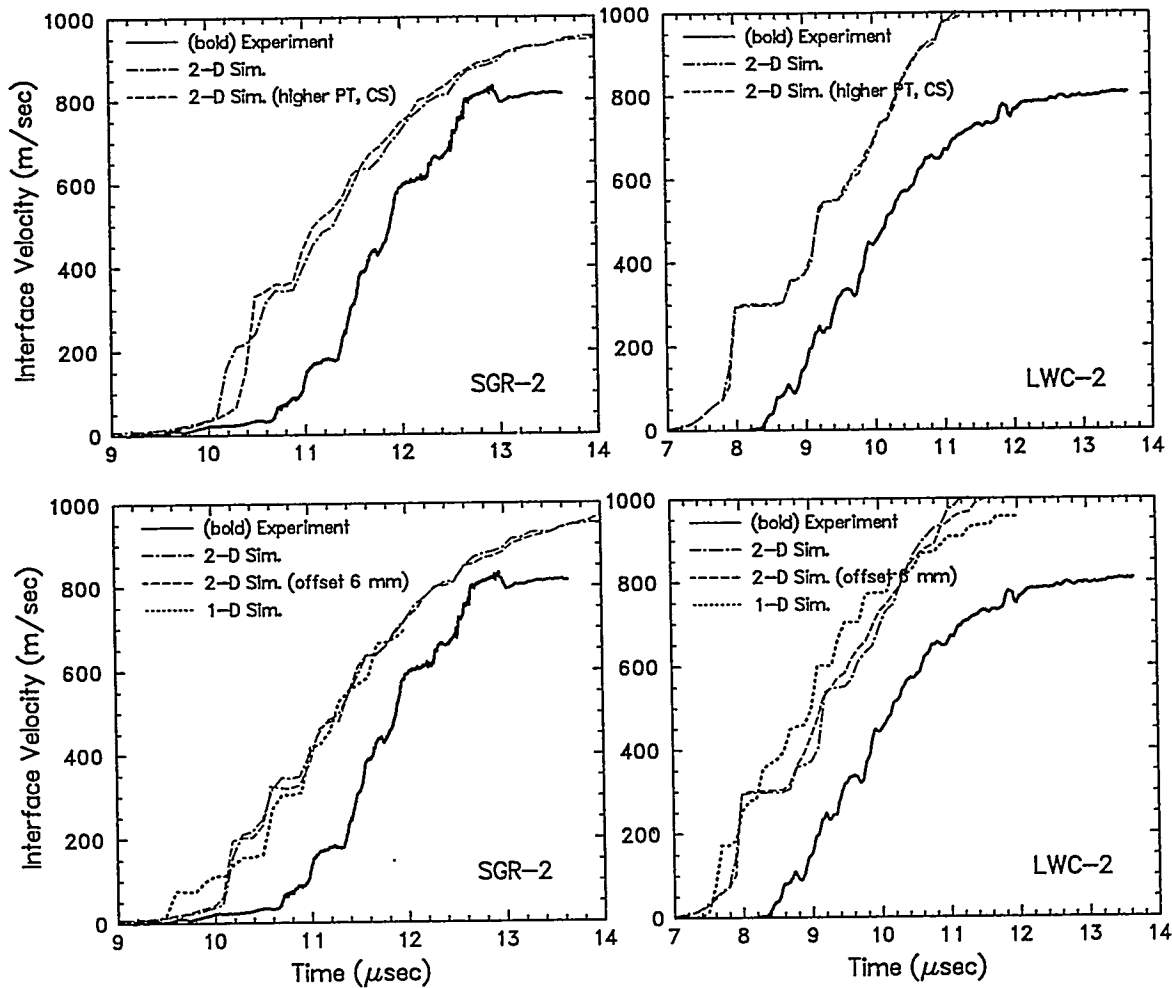 1000
800
600
400
200
0
Interface Velocity (m/sec)
(bold) Experiment
2-D Sim.
2-D Sim. (higher PT, CS)
SGR-2
9 10 11 12 13 14
1000
800
600
400
200
0
(bold) Experiment
2-D Sim.
2-D Sim. (higher PT, CS)
LWC-2
7 8 9 10 11 12 13 14
1000
800
600
400
200
0
Interface Velocity (m/sec)
(bold) Experiment
2-D Sim.
2-D Sim. (offset 6 mm)
1-D Sim.
SGR-2
9 10 11 12 13 14
Time (μsec)
1000
800
600
400
200
0
(bold) Experiment
2-D Sim.
2-D Sim. (offset 6 mm)
1-D Sim.
LWC-2
7 8 9 10 11 12 13 14
Time (μsec)